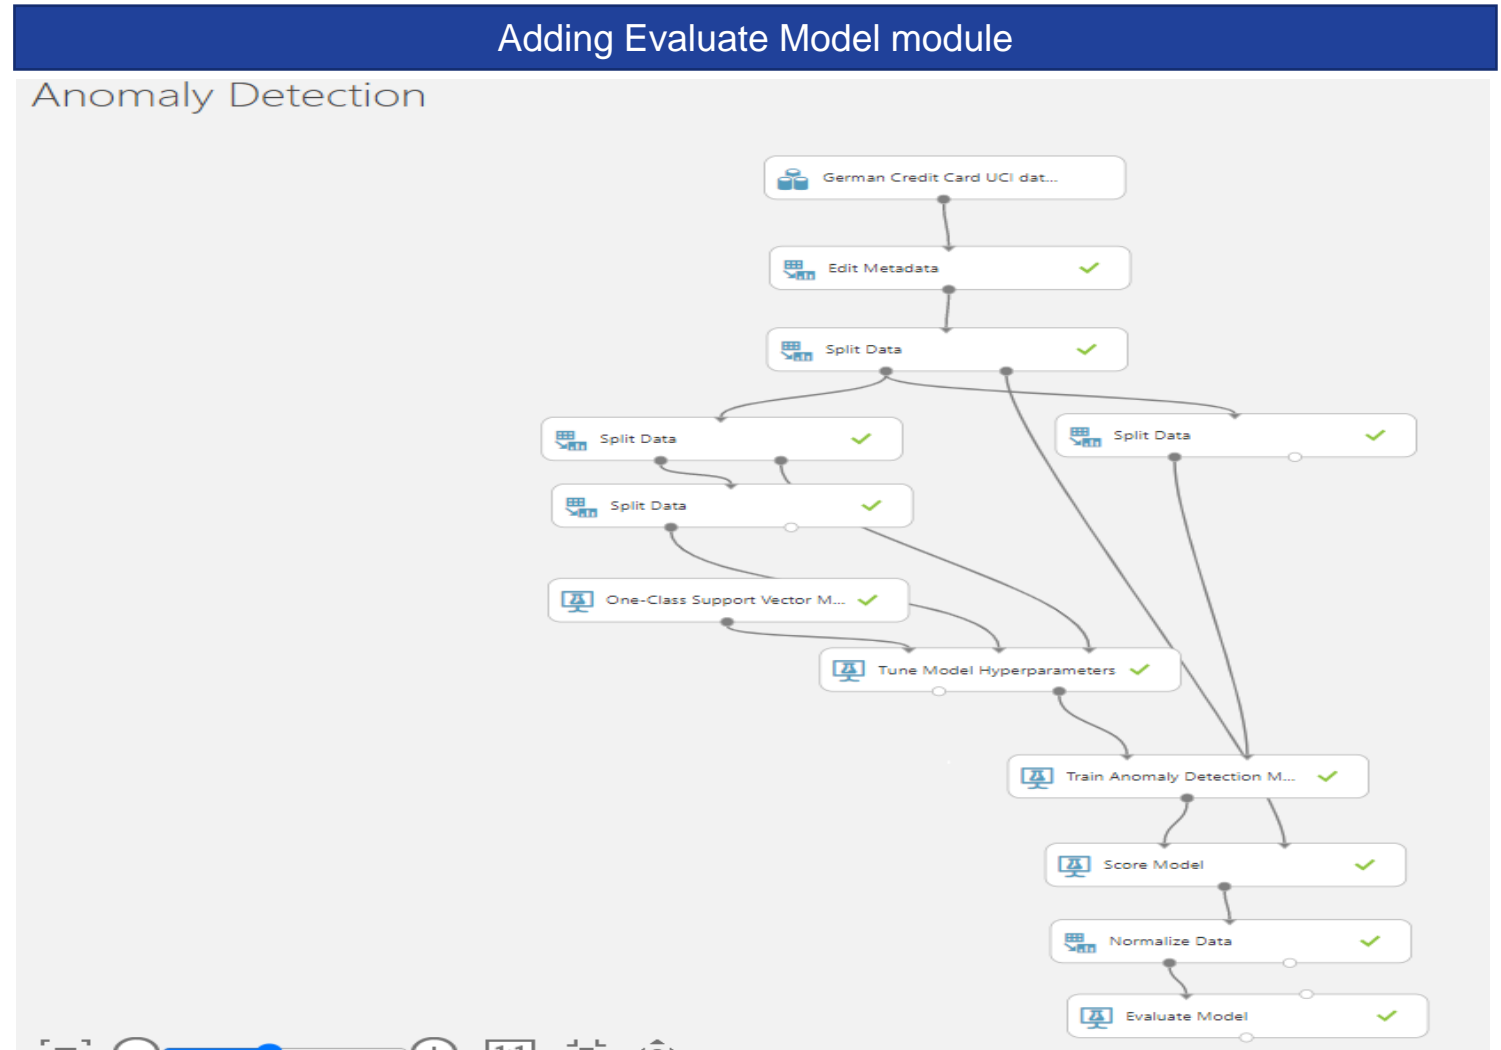 Adding Evaluate Model module
Anomaly Detection
German Credit Card UCI dat...
Edit Metadata
Split Data
Split Data
Split Data
Split Data
One-Class Support Vector M...
Tune Model Hyperparameters
Train Anomaly Detection M...
Score Model
Normalize Data
Evaluate Model